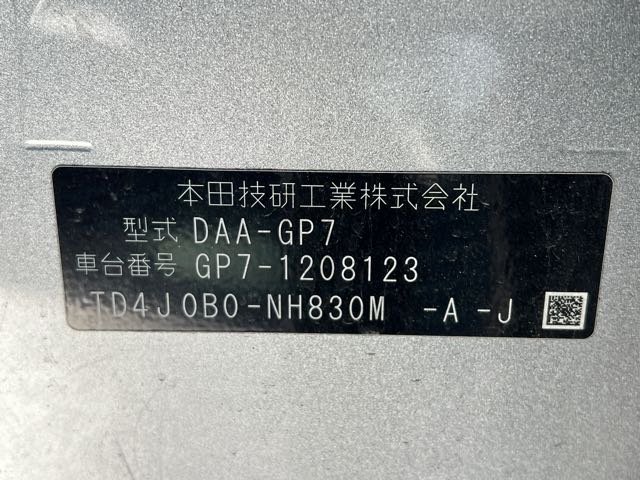 本田技研工業株式会社
型式 DAA-GP7
車台番号 GP7-1208123
TD4J0B0-NH830M -A -J